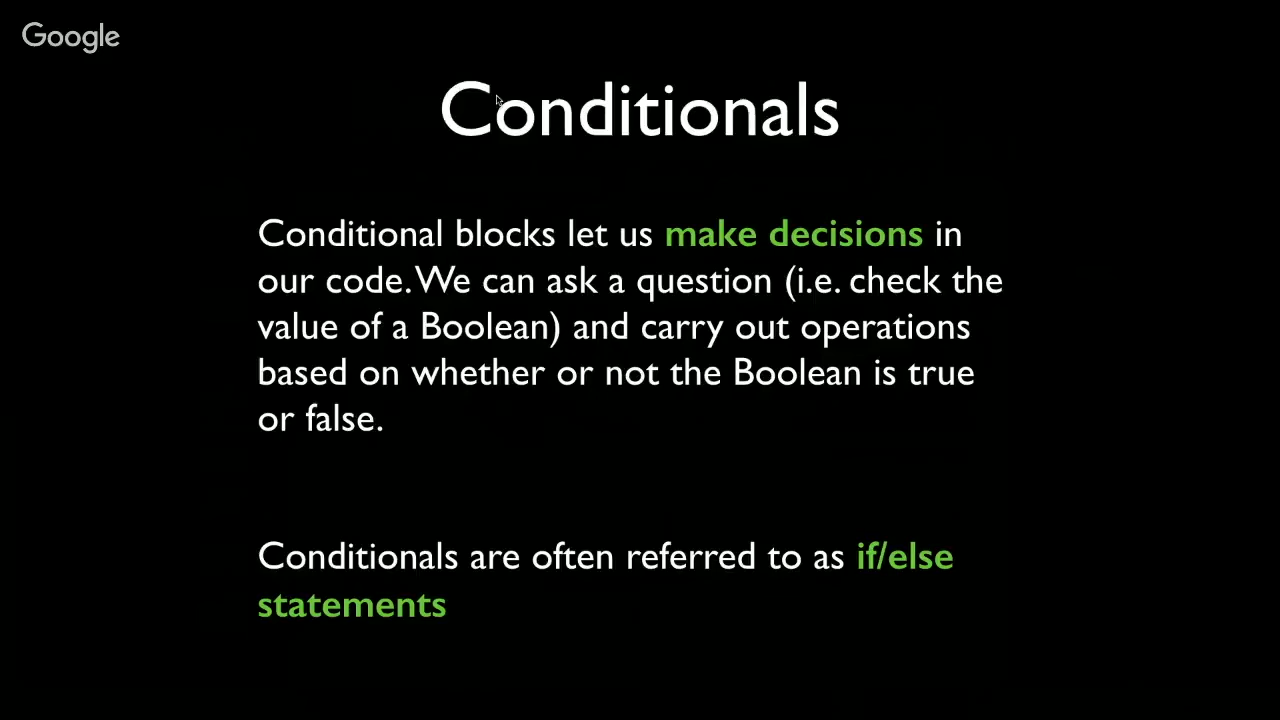 Google
Conditionals
Conditional blocks let us make decisions in
our code. We can ask a question (i.e. check the
value of a Boolean) and carry out operations
based on whether or not the Boolean is true
or false.
Conditionals are often referred to as if/else
statements